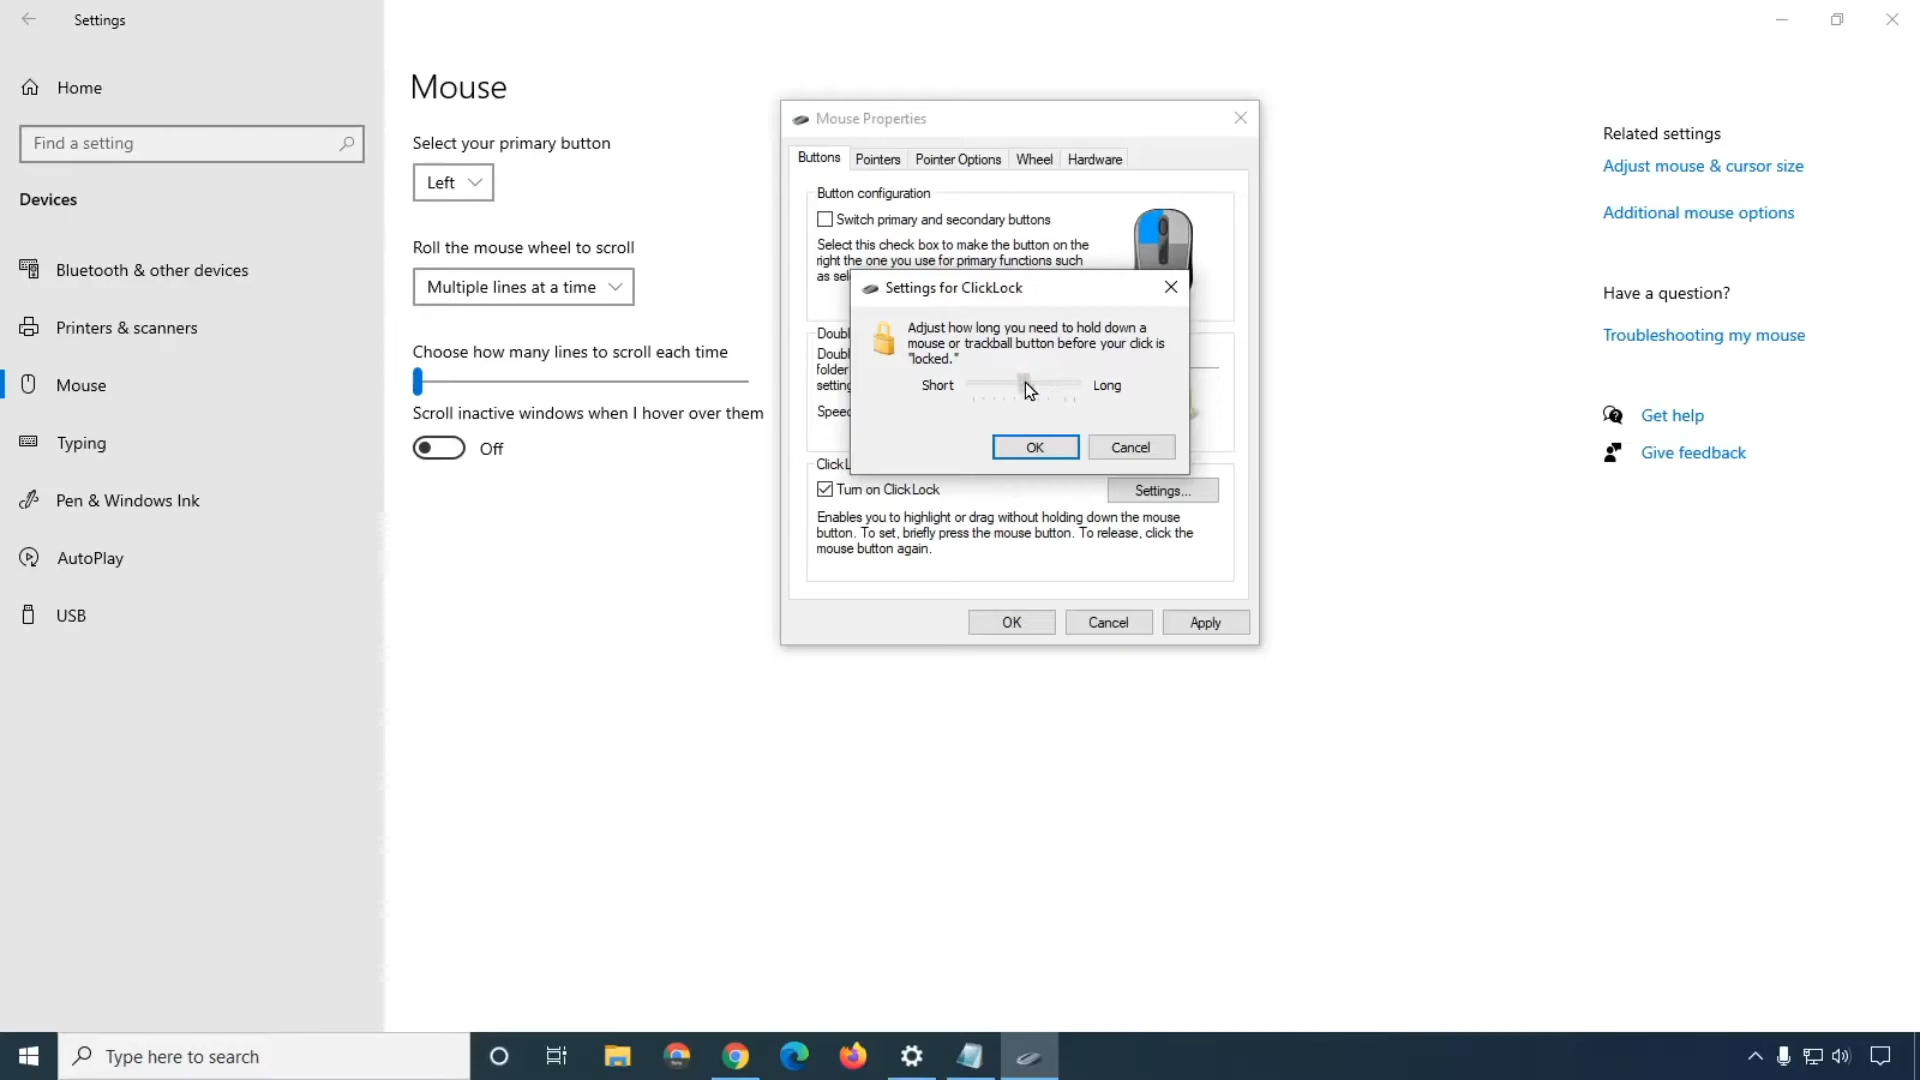 Settings
Home
Find a setting
Devices
Bluetooth & other devices
Printers & scanners
Mouse
Typing
Pen & Windows Ink
AutoPlay
USB
Mouse
Select your primary button
Left
Roll the mouse wheel to scroll
Multiple lines at a time
Choose how many lines to scroll each time
Scroll inactive windows when I hover over them
Off
Mouse Properties
Buttons
Pointers
Pointer Options
Wheel
Hardware
Button configuration
Switch primary and secondary buttons
Select this check box to make the button on the
right the one you use for primary functions such
as sel
Doubl
Doubl
folder
setting
Speed
Settings for ClickLock
Adjust how long you need to hold down a
mouse or trackball button before your click is
"locked."
Short
Long
OK
Cancel
ClickL
Turn on ClickLock
Settings...
Enables you to highlight or drag without holding down the mouse
button. To set, briefly press the mouse button. To release, click the
mouse button again.
OK
Cancel
Apply
Related settings
Adjust mouse & cursor size
Additional mouse options
Have a question?
Troubleshooting my mouse
Get help
Give feedback
Type here to search